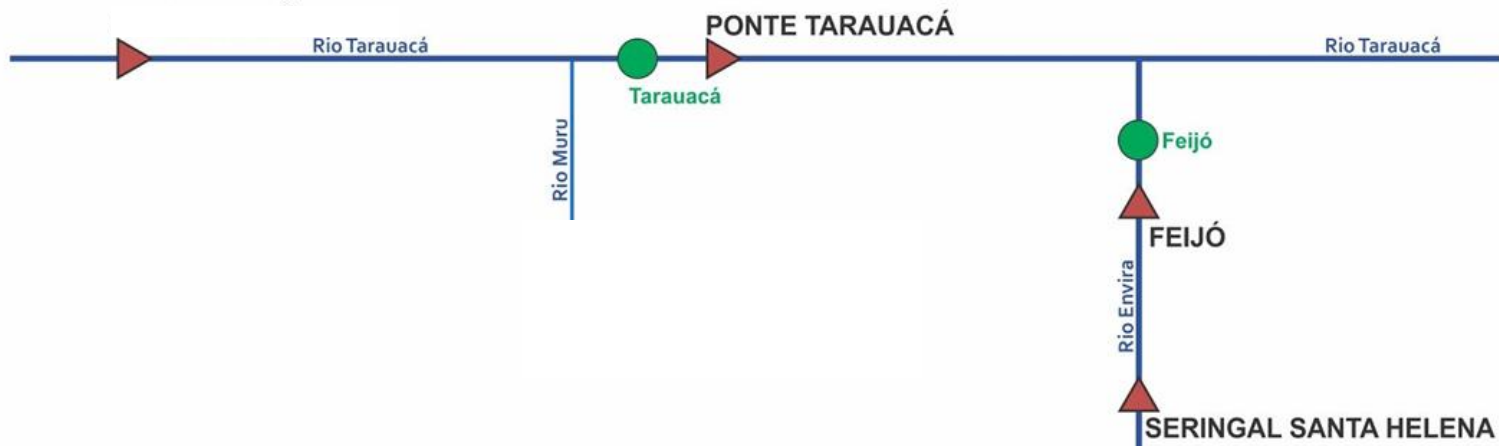 PONTE TARAUACÁ
Rio Tarauacá
Rio Tarauacá
Tarauacá
Rio Muru
Feijó
FEIJÓ
Rio Envira
SERINGAL SANTA HELENA